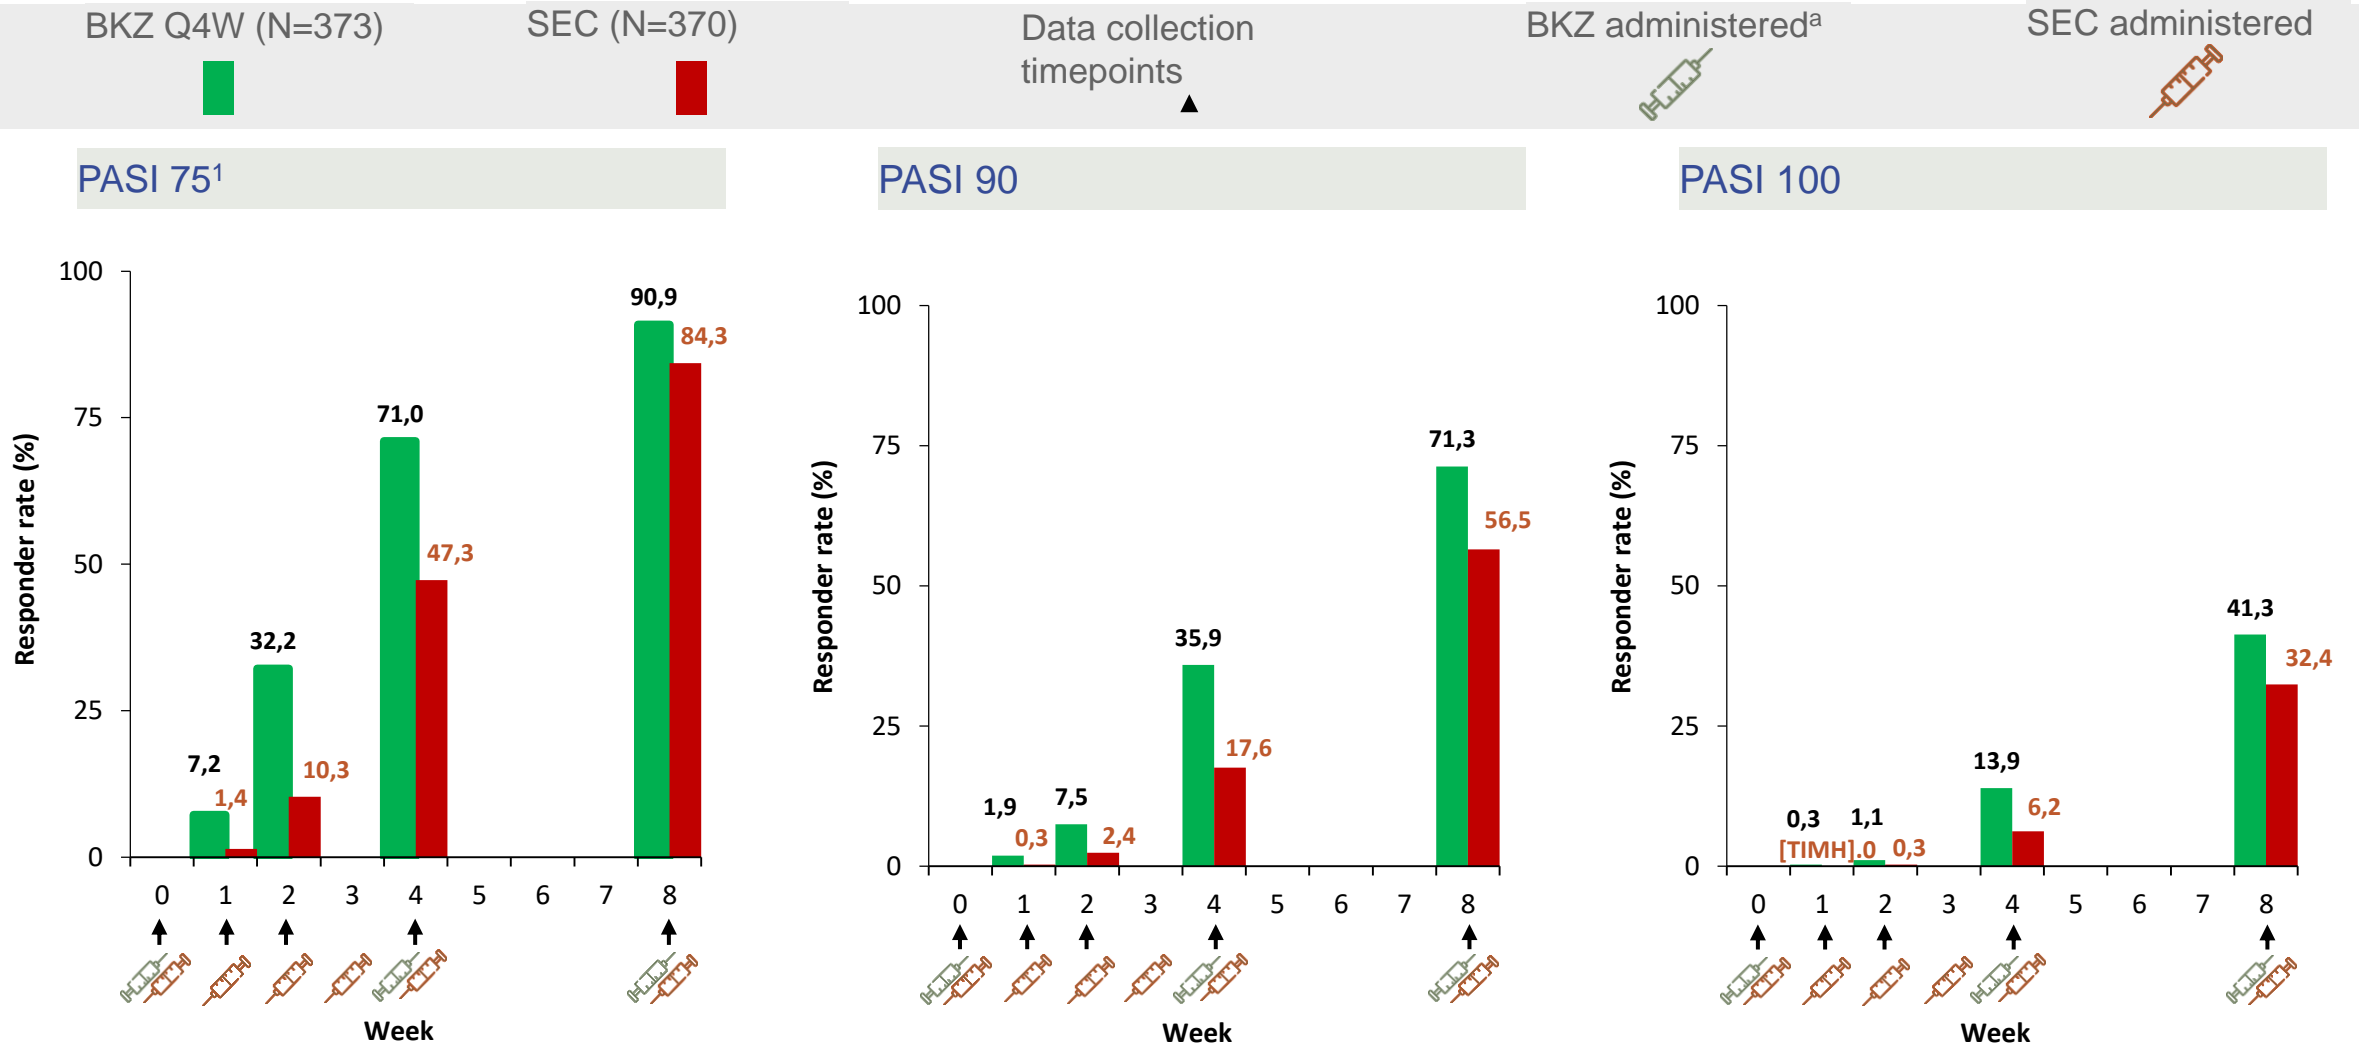 BKZ Q4W (N=373)
SEC (N=370)
Data collection
timepoints
BKZ administeredᵃ
SEC administered
PASI 75¹
PASI 90
PASI 100
Responder rate (%)
100
75
50
25
0
7,2
1,4
32,2
10,3
71,0
47,3
90,9
84,3
0 1 2 3 4 5 6 7 8
Week
Responder rate (%)
100
75
50
25
0
1,9
0,3
7,5
2,4
35,9
17,6
71,3
56,5
0 1 2 3 4 5 6 7 8
Week
Responder rate (%)
100
75
50
25
0
0,3
[TIMH].0
1,1
0,3
13,9
6,2
41,3
32,4
0 1 2 3 4 5 6 7 8
Week